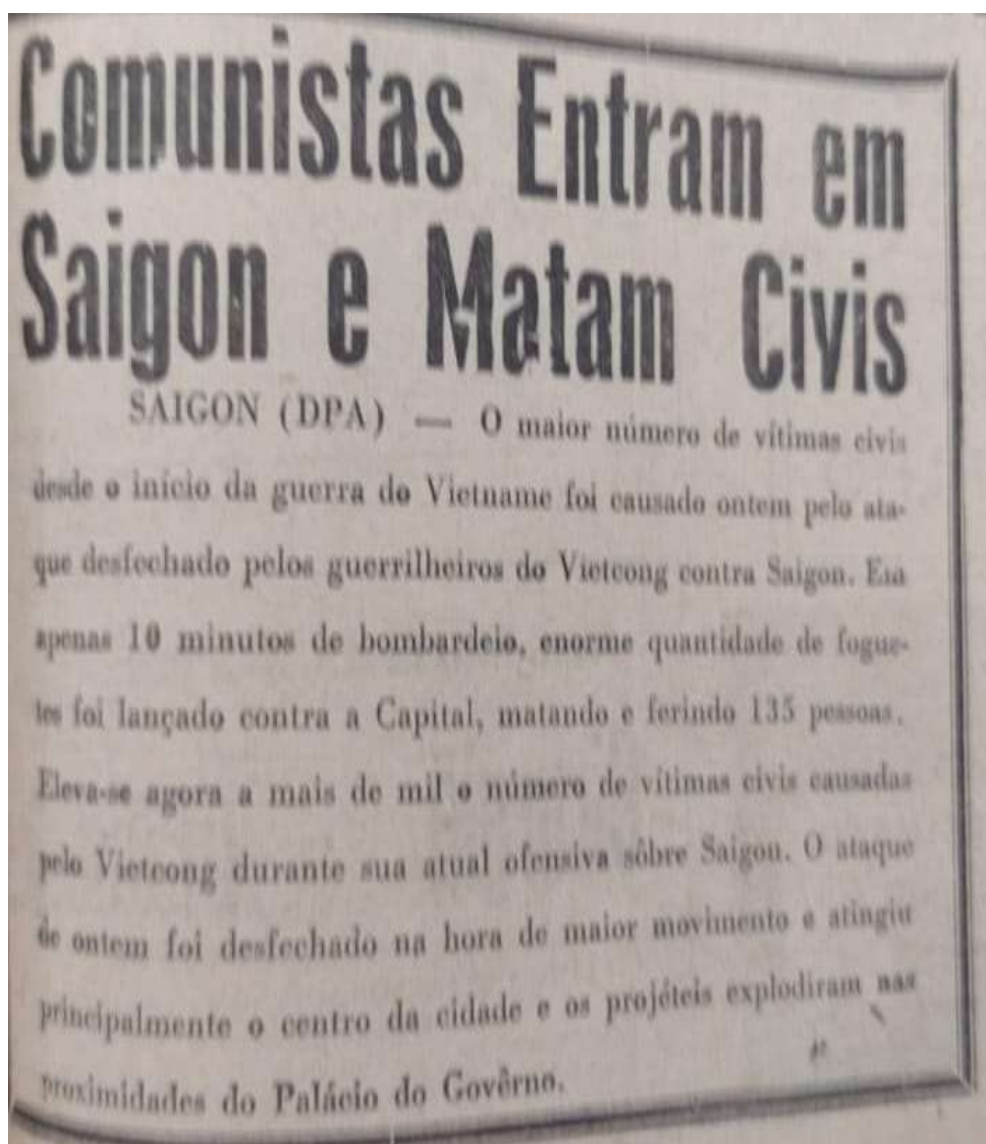 Comunistas Entram em
Saigon e Matam Civis
SAIGON (DPA) — O maior número de vítimas civis
desde o início da guerra do Vietname foi causado ontem pelo ata-
que desfechado pelos guerrilheiros do Vietcong contra Saigon. Em
apenas 10 minutos de bombardeio, enorme quantidade de fogue-
tes foi lançado contra a Capital, matando e ferindo 135 pessoas.
Eleva-se agora a mais de mil o número de vítimas civis causadas
pelo Vietcong durante sua atual ofensiva sôbre Saigon. O ataque
de ontem foi desfechado na hora de maior movimento e atingiu
principalmente o centro da cidade e os projéteis explodiram nas
proximidades do Palácio do Govêrno.